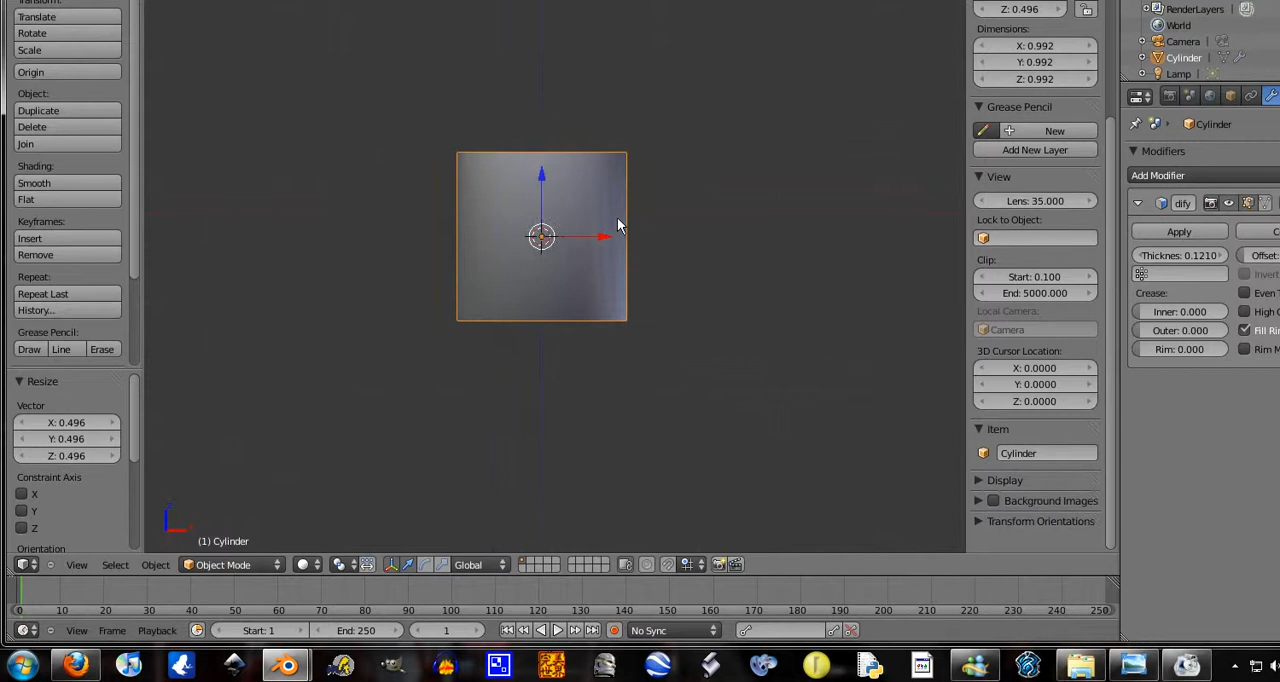 Transform:
Translate
Rotate
Scale
Origin
Object:
Duplicate
Delete
Join
Shading:
Smooth
Flat
Keyframes:
Insert
Remove
Repeat:
Repeat Last
History...
Grease Pencil:
Draw Line Erase
Resize
Vector
X: 0.496
Y: 0.496
Z: 0.496
Constraint Axis
X
Y
Z
Orientation
(1) Cylinder
Z: 0.496
Dimensions:
X: 0.992
Y: 0.992
Z: 0.992
Grease Pencil
New
Add New Layer
View
Lens: 35.000
Lock to Object:
Clip:
Start: 0.100
End: 5000.000
Local Camera:
Camera
3D Cursor Location:
X: 0.0000
Y: 0.0000
Z: 0.0000
Item
Cylinder
Display
Background Images
Transform Orientations
RenderLayers
World
Camera
Cylinder
Lamp
Cylinder
Modifiers
Add Modifier
dify
Apply C
Thicknes: 0.1210 Offset:
Invert
Crease: Even T
Inner: 0.000 High
Outer: 0.000 Fill Ri
Rim: 0.000 Rim M
View Select Object Object Mode Global
0 10 20 30 40 50 60 70 80 90 100 110 120 130 140 150 160 170 180 190 200 210 220 230 240 250
View Frame Playback Start: 1 End: 250 1 No Sync